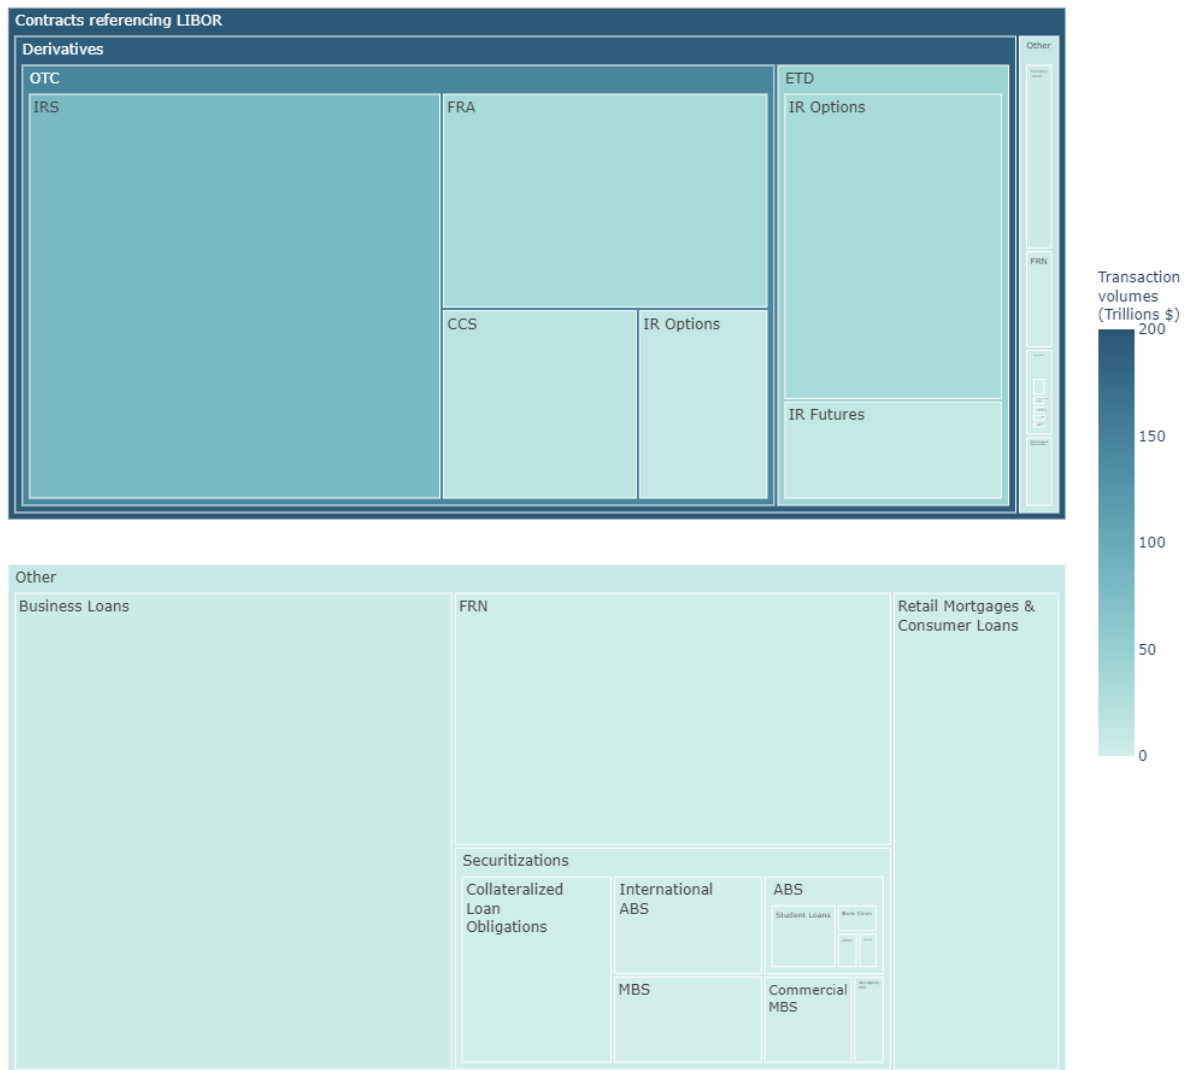 Contracts referencing LIBOR
Derivatives
Other
OTC
ETD
IRS
FRA
IR Options
FRN
CCS
IR Options
IR Futures
Transaction
volumes
(Trillions $)
200
150
100
50
0
Other
Business Loans
FRN
Retail Mortgages &
Consumer Loans
Securitizations
Collateralized
Loan
Obligations
International
ABS
ABS
Student Loans
Bank Cards
MBS
Commercial
MBS